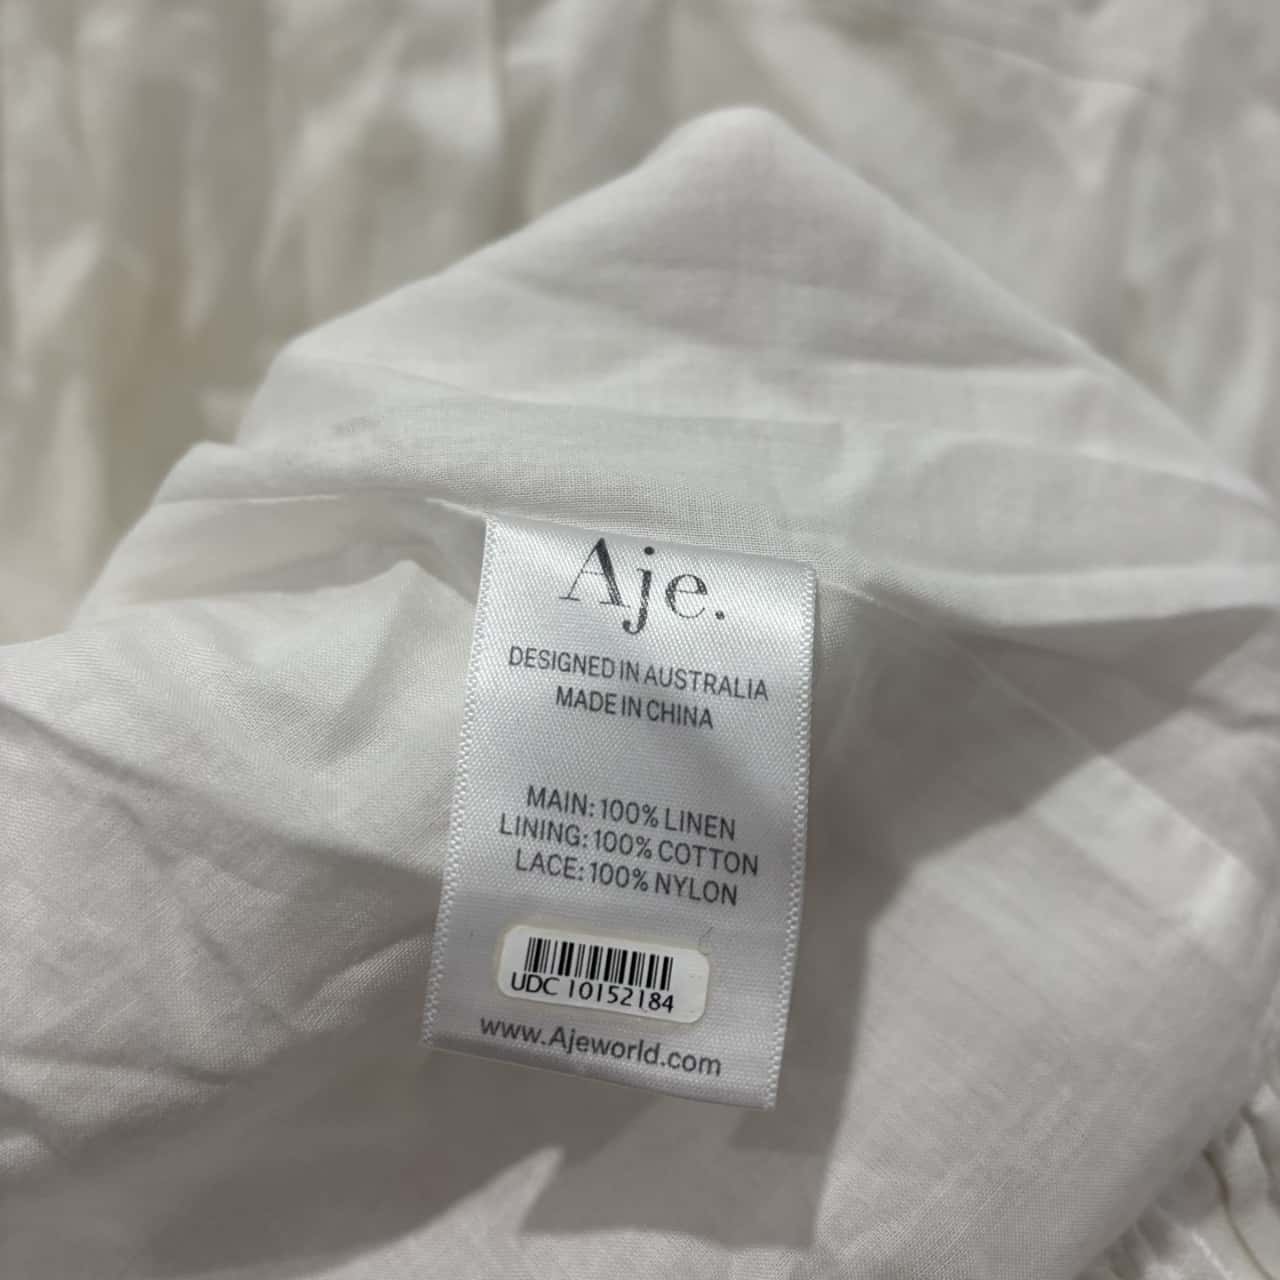 Aje.
DESIGNED IN AUSTRALIA
MADE IN CHINA
MAIN: 100% LINEN
LINING: 100% COTTON
LACE: 100% NYLON
UDC 10152184
www.Ajeworld.com